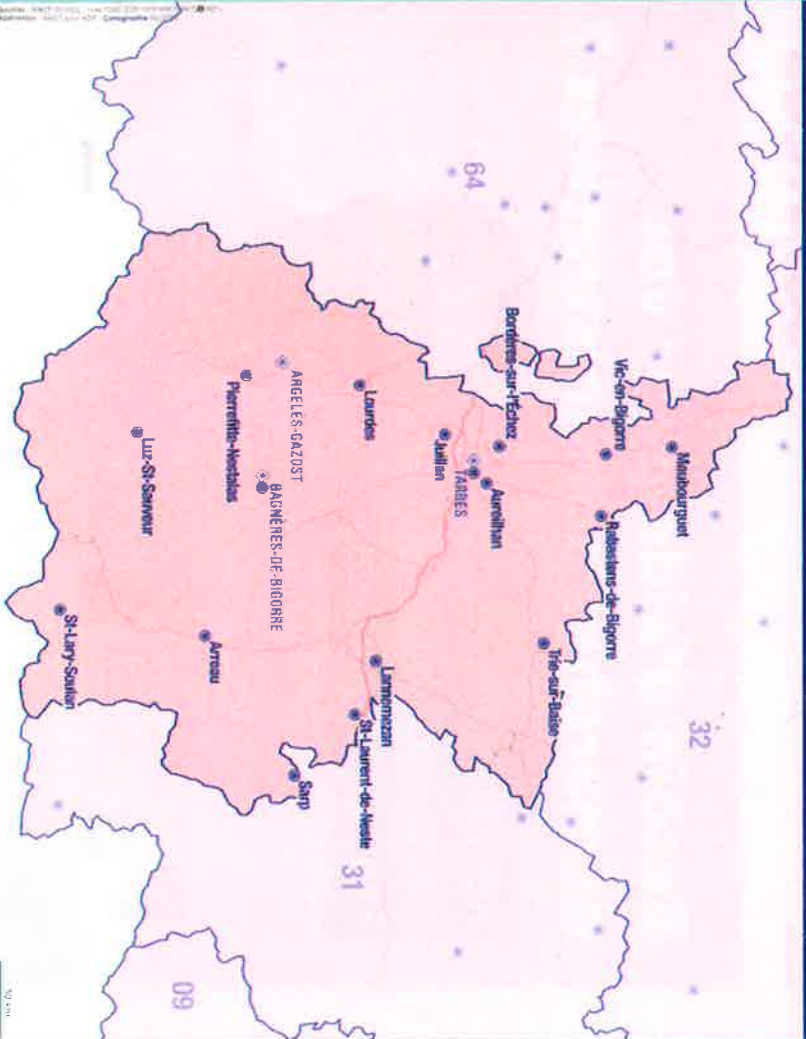 64
32
31
09
Maubourguet
Vic-en-Bigorre
Rabastens-de-Bigorre
Bordères-sur-l'Échez
Aureilhan
TARBES
Juillan
Trie-sur-Baïse
Lourdes
Lannemezan
St-Laurent-de-Neste
ARGELÈS-GAZOST
BAGNÈRES-DE-BIGORRE
Pierrefitte-Nestalas
Sarp
Arreau
Luz-St-Sauveur
St-Lary-Soulan